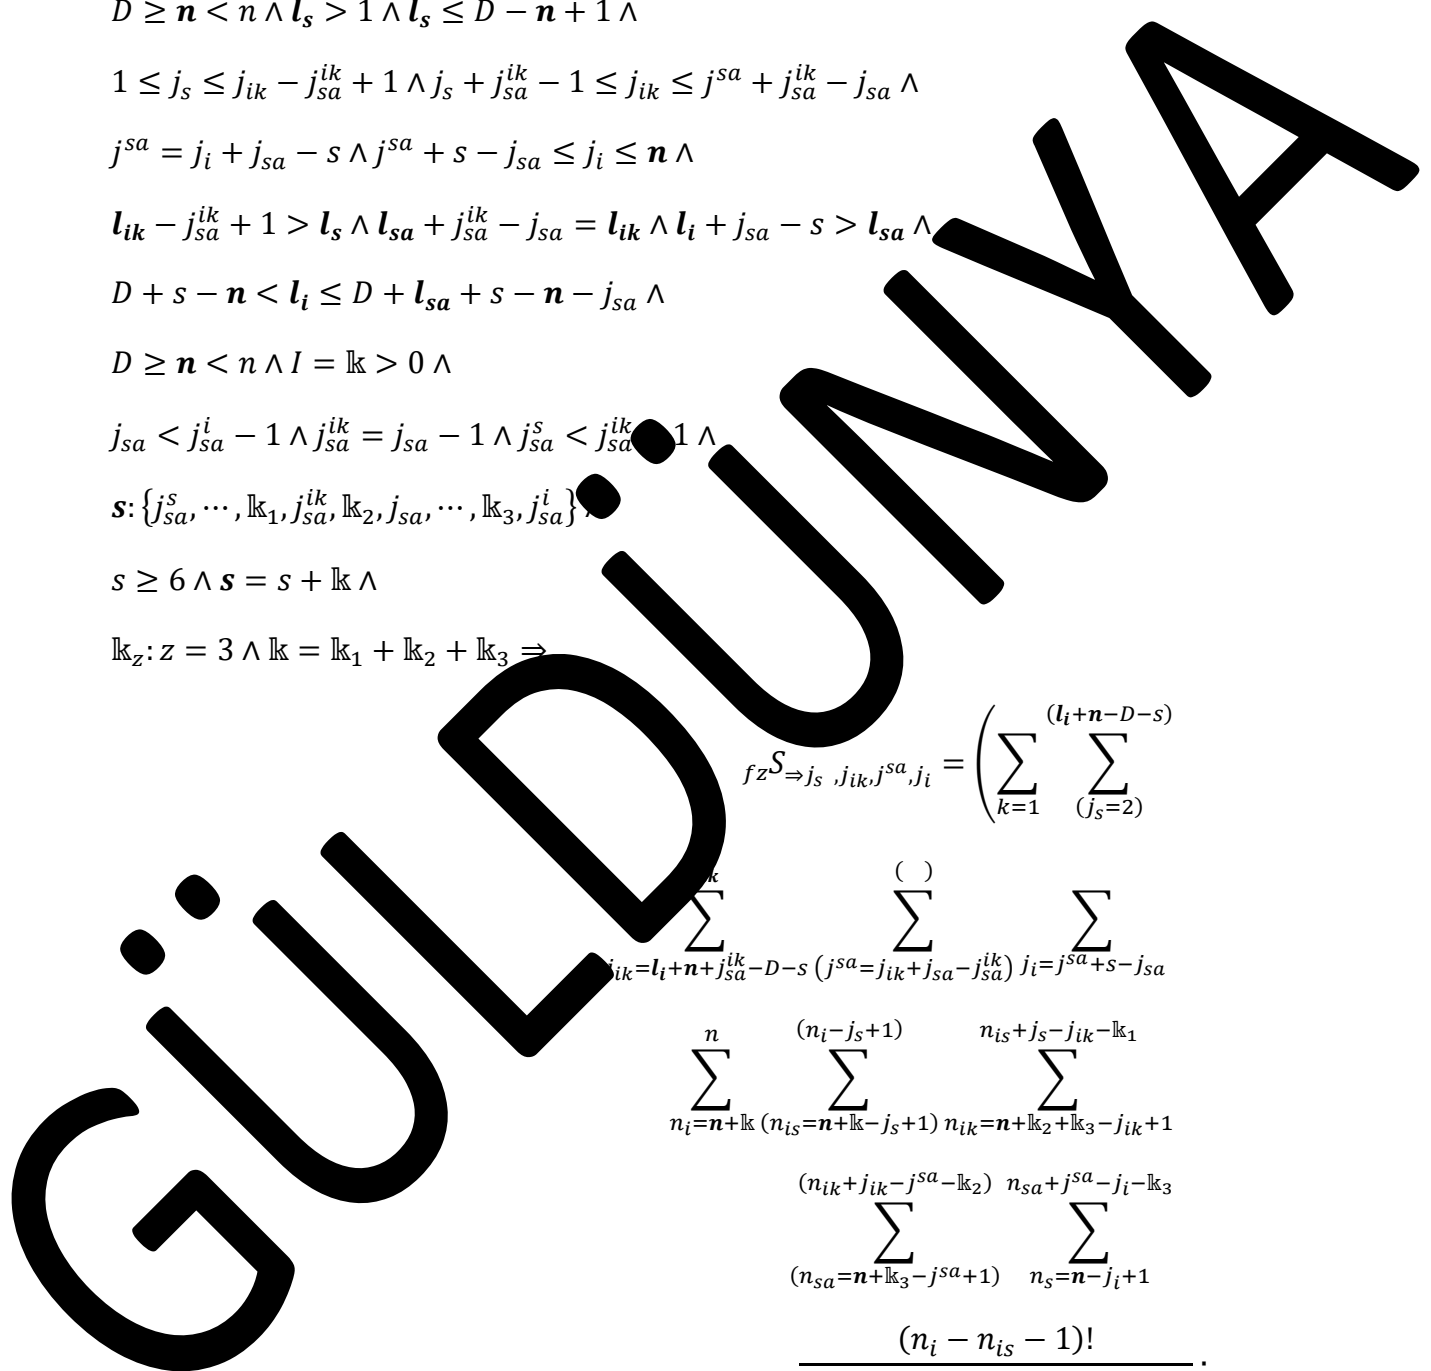 D ≥ 𝒏 < n ∧ 𝒍_𝒔 > 1 ∧ 𝒍_𝒔 ≤ D − 𝒏 + 1 ∧
1 ≤ j_s ≤ j_{ik} − j_{sa}^{ik} + 1 ∧ j_s + j_{sa}^{ik} − 1 ≤ j_{ik} ≤ j^{sa} + j_{sa}^{ik} − j_{sa} ∧
j^{sa} = j_i + j_{sa} − s ∧ j^{sa} + s − j_{sa} ≤ j_i ≤ 𝒏 ∧
𝒍_{𝒊𝒌} − j_{sa}^{ik} + 1 > 𝒍_𝒔 ∧ 𝒍_{𝒔𝒂} + j_{sa}^{ik} − j_{sa} = 𝒍_{𝒊𝒌} ∧ 𝒍_𝒊 + j_{sa} − s > 𝒍_{𝒔𝒂} ∧
D + s − 𝒏 < 𝒍_𝒊 ≤ D + 𝒍_{𝒔𝒂} + s − 𝒏 − j_{sa} ∧
D ≥ 𝒏 < n ∧ I = 𝕜 > 0 ∧
j_{sa} < j_{sa}^{i} − 1 ∧ j_{sa}^{ik} = j_{sa} − 1 ∧ j_{sa}^{s} < j_{sa}^{ik} 1 ∧
𝒔: {j_{sa}^{s}, ⋯ , 𝕜_1, j_{sa}^{ik}, 𝕜_2, j_{sa}, ⋯ , 𝕜_3, j_{sa}^{i}}
s ≥ 6 ∧ 𝒔 = s + 𝕜 ∧
𝕜_z: z = 3 ∧ 𝕜 = 𝕜_1 + 𝕜_2 + 𝕜_3 ⇒
_{fz}S_{⇒j_s ,j_{ik},j^{sa},j_i} = ( ∑_{k=1} ∑_{(j_s=2)}^{(𝒍_𝒊+𝒏−D−s)}
∑_{j_{ik}=𝒍_𝒊+𝒏+j_{sa}^{ik}−D−s} ∑_{(j^{sa}=j_{ik}+j_{sa}−j_{sa}^{ik})}^{( )} ∑_{j_i=j^{sa}+s−j_{sa}}
∑_{n_i=𝒏+𝕜}^{n} ∑_{(n_{is}=𝒏+𝕜−j_s+1)}^{(n_i−j_s+1)} ∑_{n_{ik}=𝒏+𝕜_2+𝕜_3−j_{ik}+1}^{n_{is}+j_s−j_{ik}−𝕜_1}
∑_{(n_{sa}=𝒏+𝕜_3−j^{sa}+1)}^{(n_{ik}+j_{ik}−j^{sa}−𝕜_2)} ∑_{n_s=𝒏−j_i+1}^{n_{sa}+j^{sa}−j_i−𝕜_3}
(n_i − n_{is} − 1)! .
GÜLDÜNYA